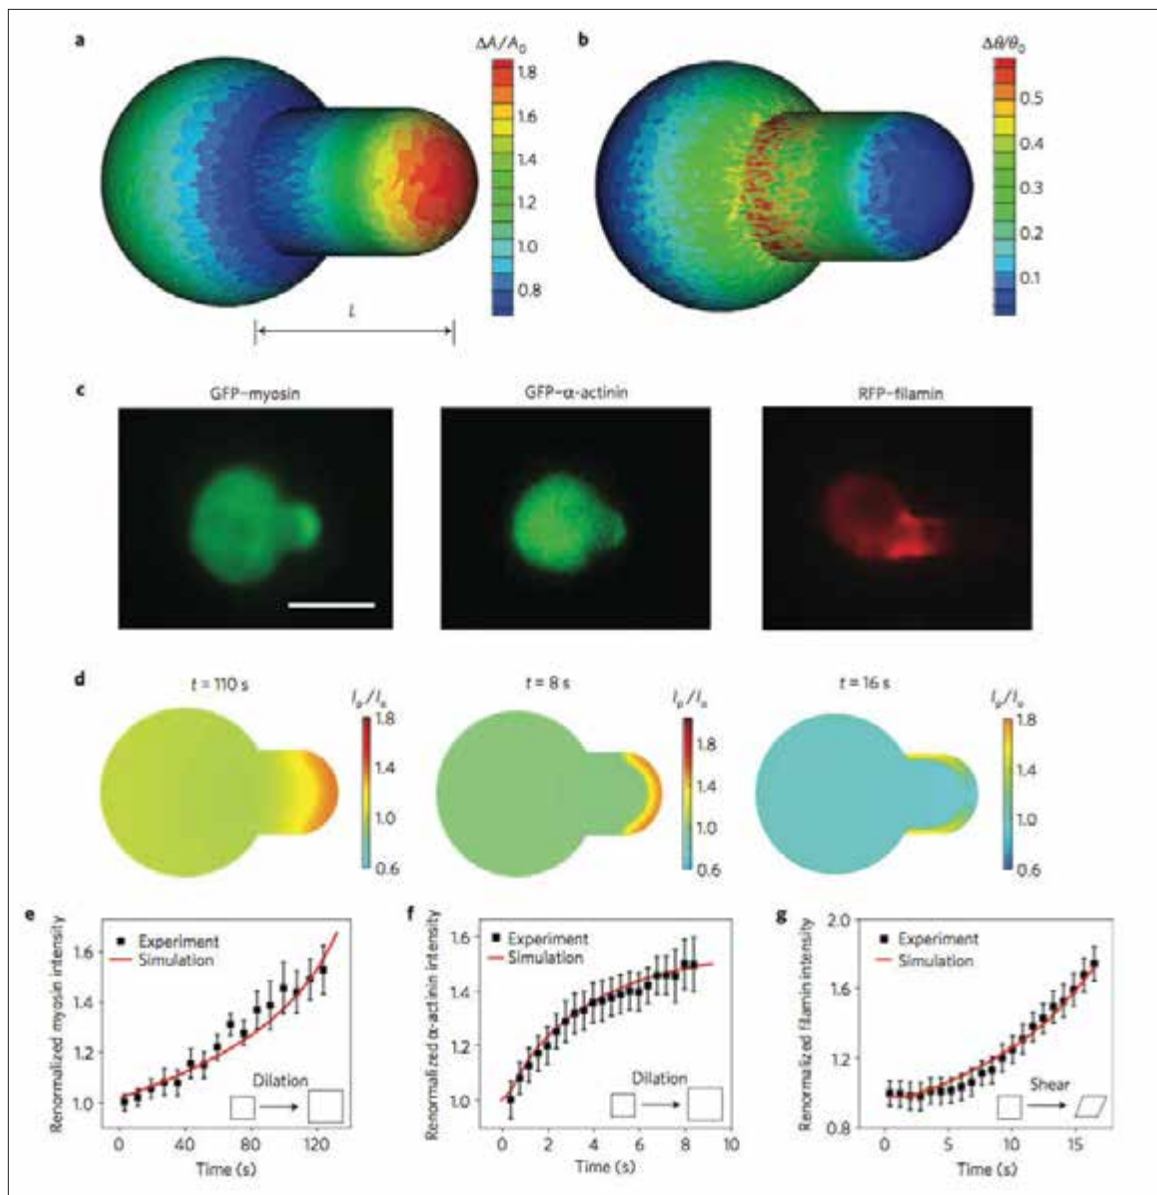 a
ΔA/A0
1.8
1.6
1.4
1.2
1.0
0.8
L
b
Δθ/θ0
0.5
0.4
0.3
0.2
0.1
c
GFP–myosin
GFP–α-actinin
RFP–filamin
d
t = 110 s
Ip/Io
1.8
1.4
1.0
0.6
t = 8 s
Ip/Io
1.8
1.4
1.0
0.6
t = 16 s
Ip/Io
1.8
1.4
1.0
0.6
e
Renormalized myosin intensity
1.6
1.4
1.2
1.0
Experiment
Simulation
Dilation
0 40 80 120
Time (s)
f
Renormalized α-actinin intensity
1.6
1.4
1.2
1.0
Experiment
Simulation
Dilation
0 2 4 6 8 10
Time (s)
g
Renormalized filamin intensity
2.0
1.6
1.2
0.8
Experiment
Simulation
Shear
0 5 10 15
Time (s)